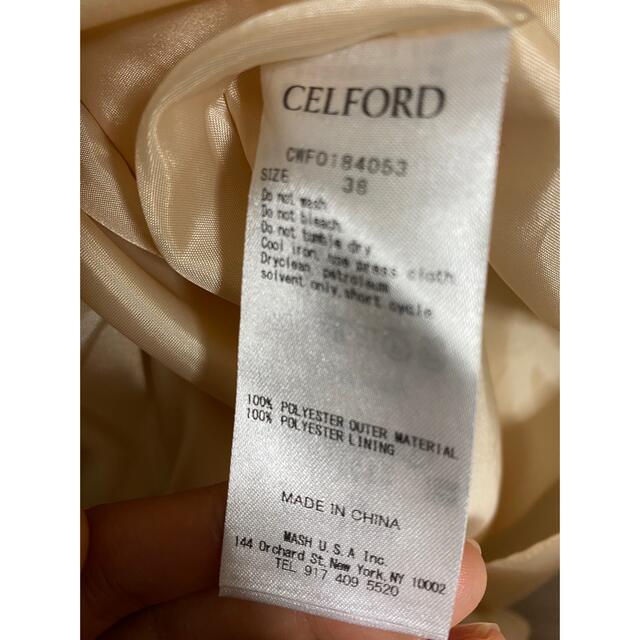 CELFORD
CWFO184053
SIZE 38
Do not wash
Do not bleach
Do not tumble dry
Cool iron, use press cloth
Dryclean, petroleum
solvent only, short cycle
100% POLYESTER OUTER MATERIAL
100% POLYESTER LINING
MADE IN CHINA
MASH U.S.A Inc.
144 Orchard St, New York, NY 10002
TEL 917 409 5520